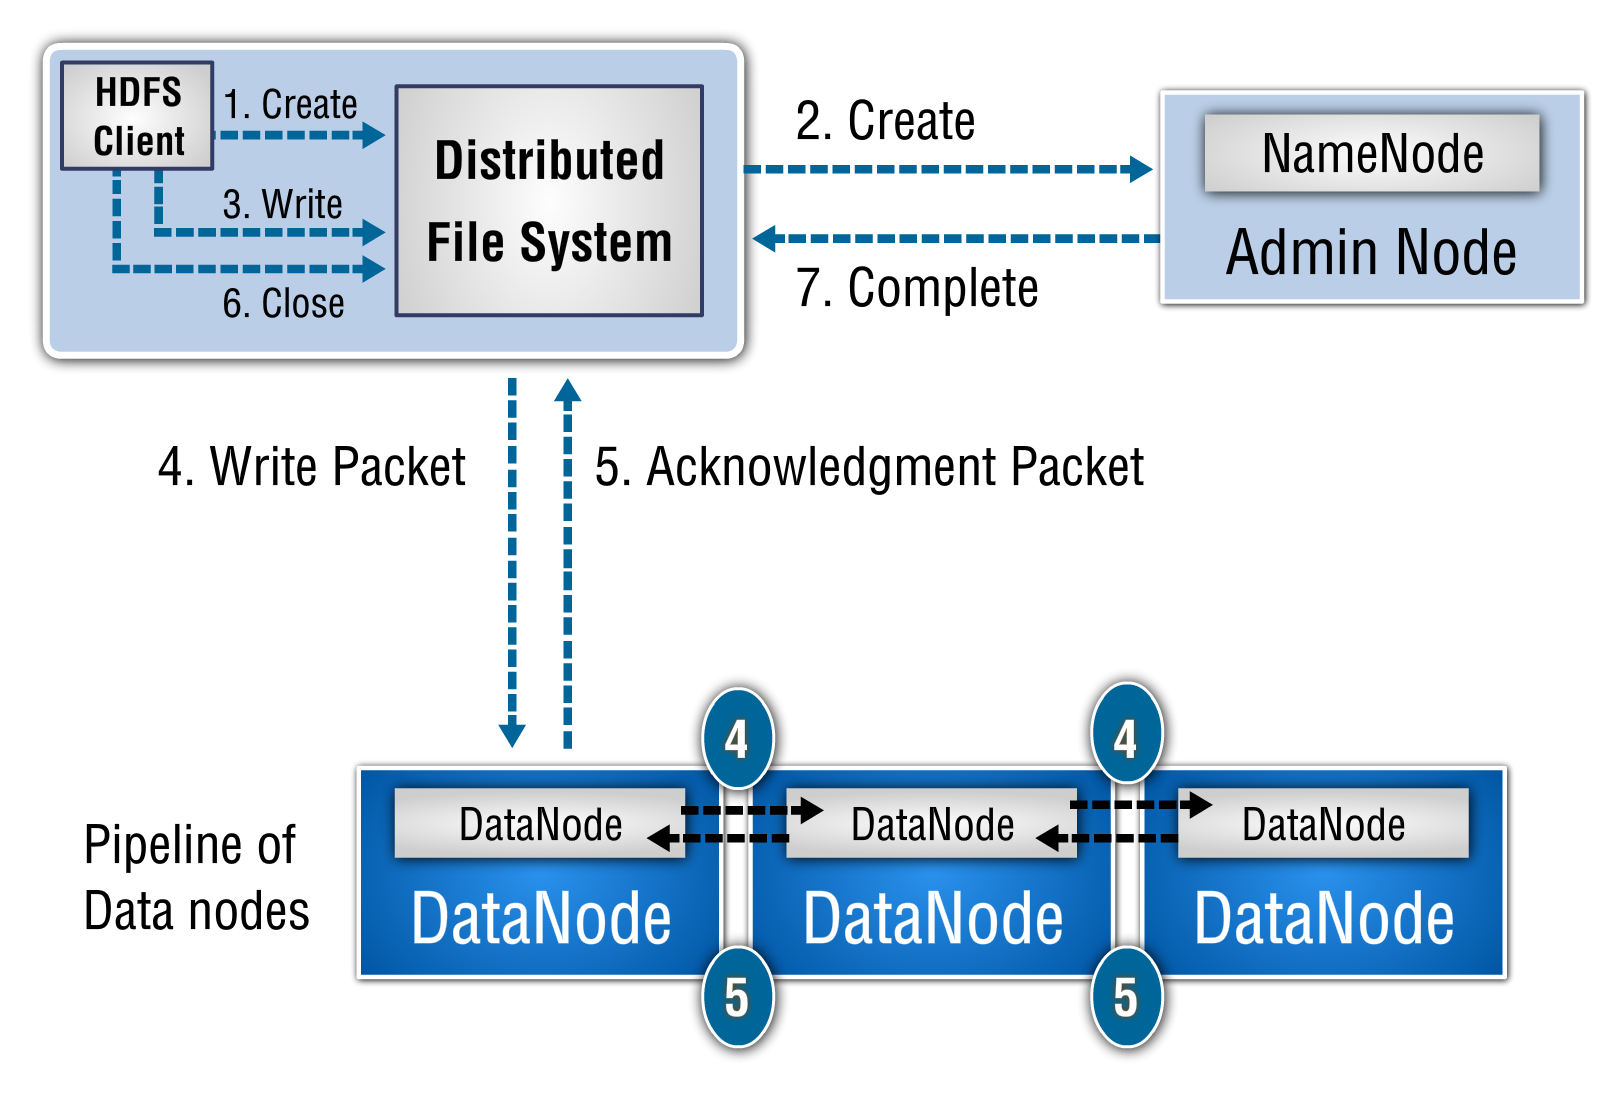 HDFS
Client
1. Create
3. Write
6. Close
Distributed
File System
2. Create
7. Complete
NameNode
Admin Node
4. Write Packet
5. Acknowledgment Packet
4
4
Pipeline of
Data nodes
DataNode
DataNode
DataNode
DataNode
DataNode
DataNode
5
5